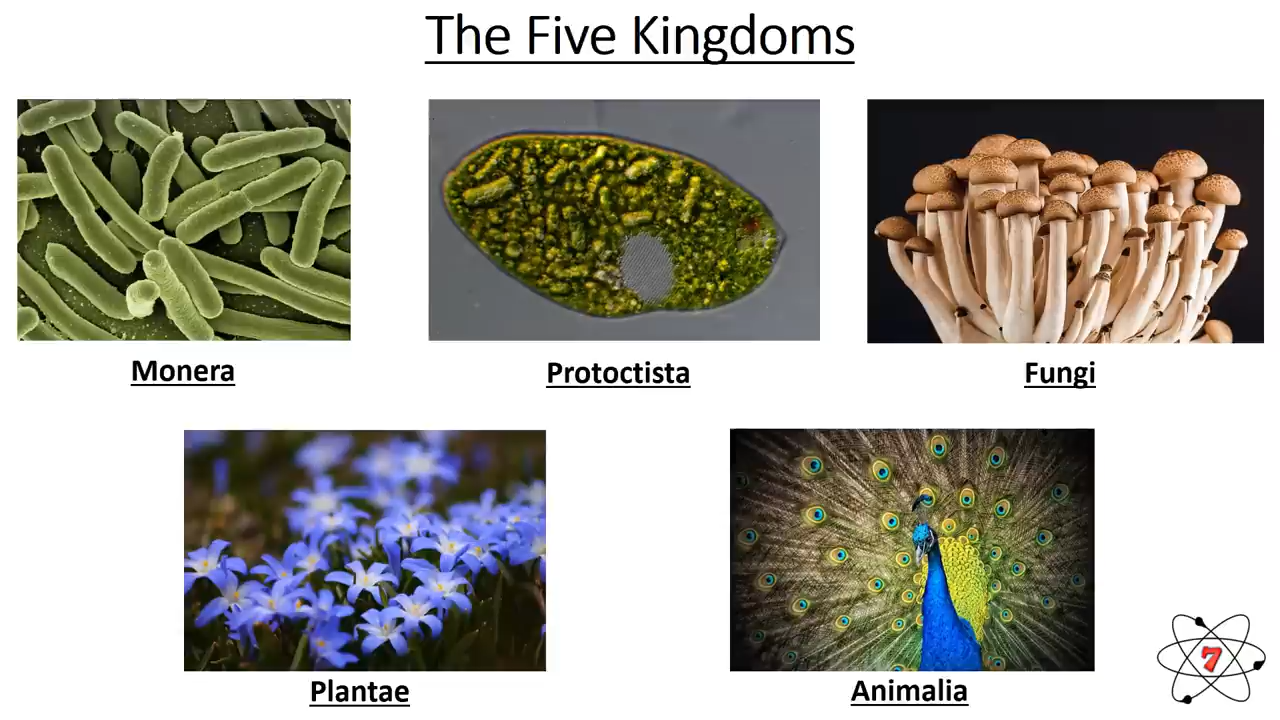 The Five Kingdoms
Monera
Protoctista
Fungi
Plantae
Animalia
7